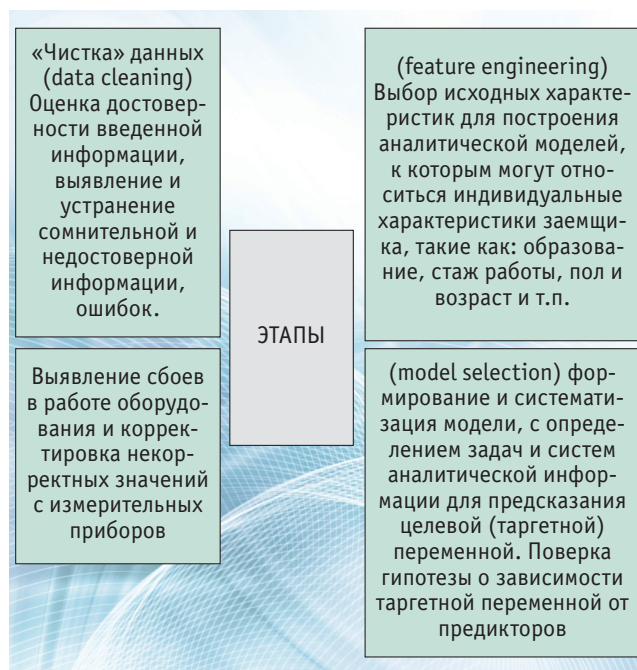 «Чистка» данных
(data cleaning)
Оценка достовер-
ности введенной
информации,
выявление и
устранение
сомнительной и
недостоверной
информации,
ошибок.
(feature engineering)
Выбор исходных характе-
ристик для построения
аналитической моделей,
к которым могут отно-
ситься индивидуальные
характеристики заемщи-
ка, такие как: образова-
ние, стаж работы, пол и
возраст и т.п.
ЭТАПЫ
Выявление сбоев
в работе оборудо-
вания и коррек-
тировка некор-
ректных значений
с измерительных
приборов
(model selection) фор-
мирование и системати-
зация модели, с опреде-
лением задач и систем
аналитической инфор-
мации для предсказания
целевой (таргетной)
переменной. Поверка
гипотезы о зависимости
таргетной переменной от
предикторов